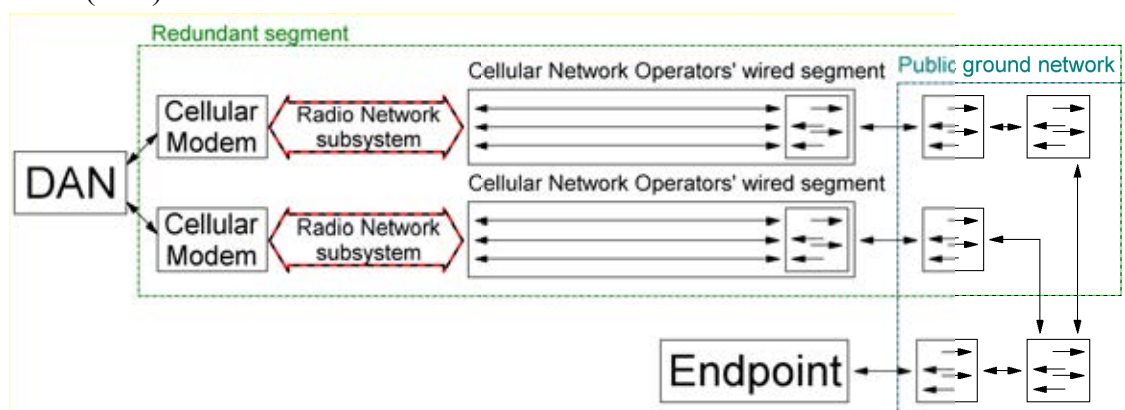 Redundant segment
Cellular Network Operators' wired segment
Public ground network
Cellular
Modem
Radio Network
subsystem
DAN
Cellular Network Operators' wired segment
Cellular
Modem
Radio Network
subsystem
Endpoint